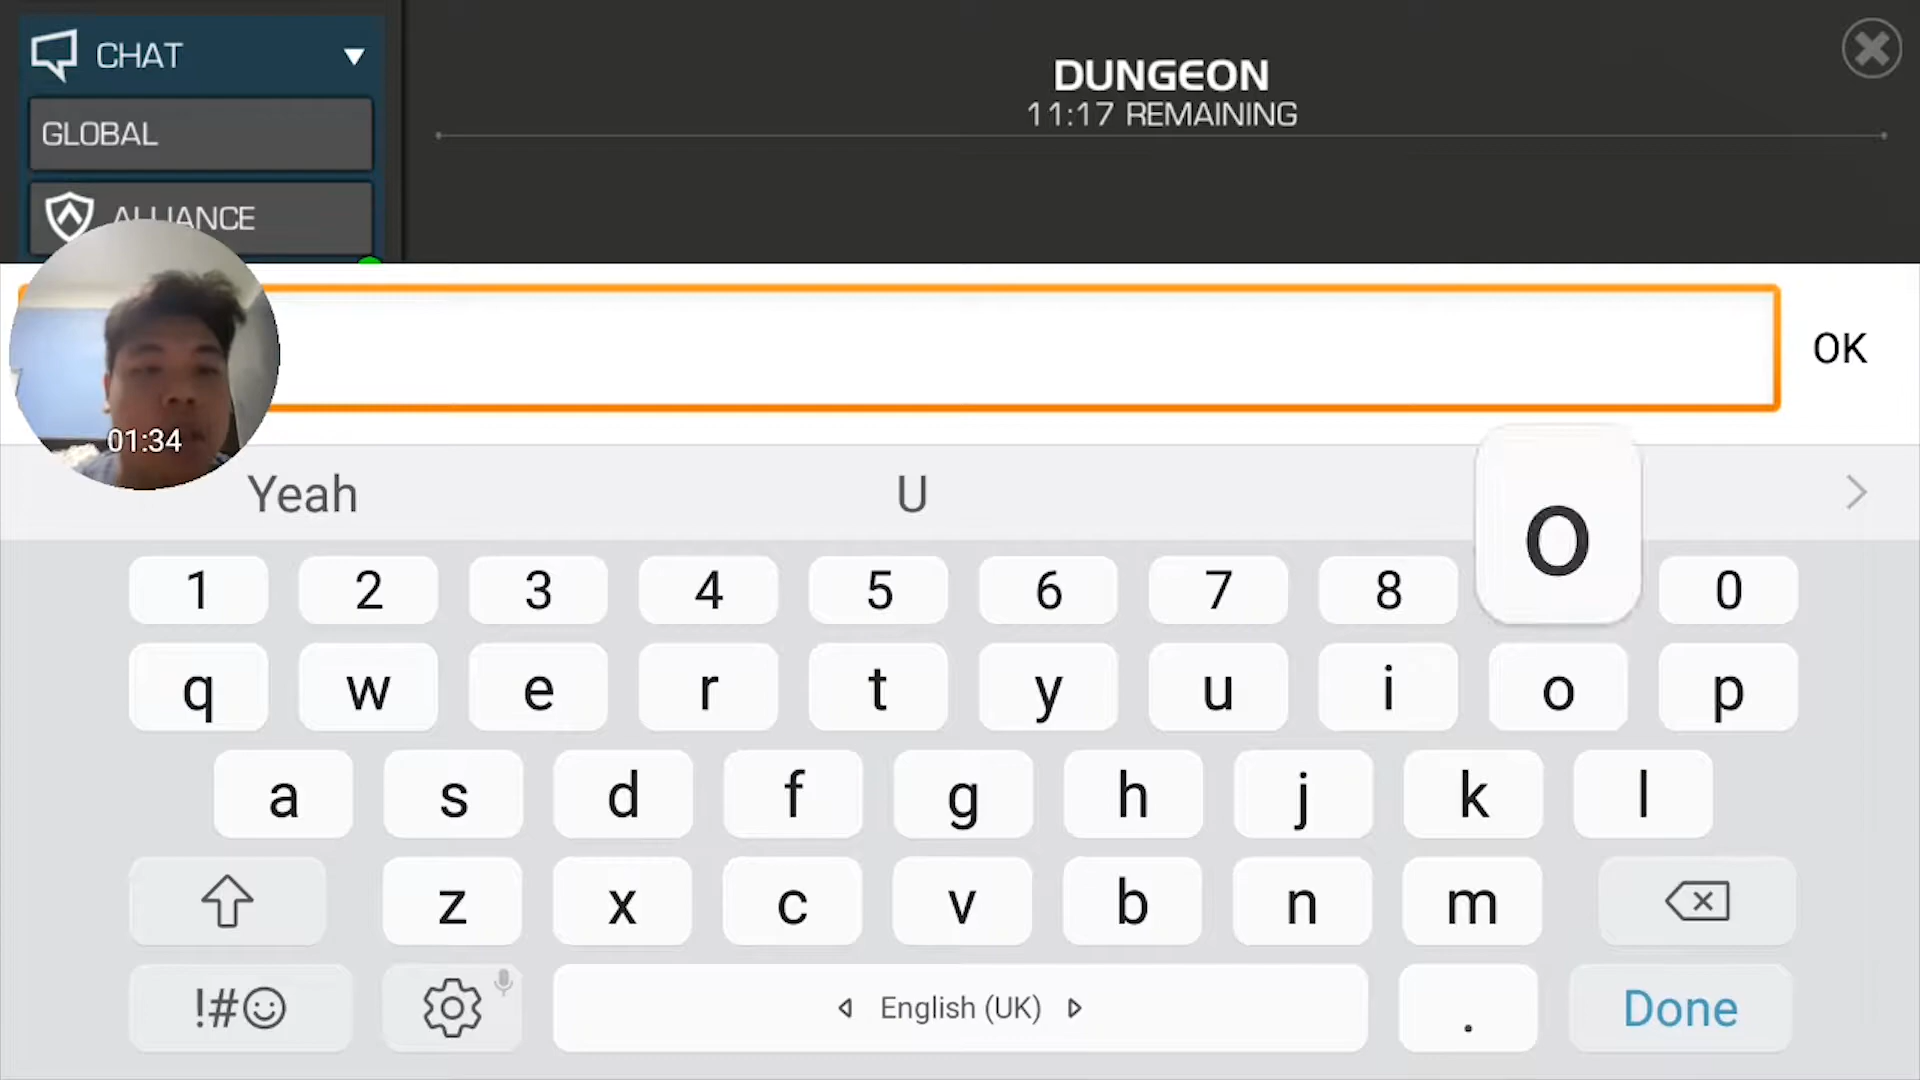 CHAT
DUNGEON
11:17 REMAINING
GLOBAL
ALLIANCE
OK
01:34
Yeah U
o
1 2 3 4 5 6 7 8 0
q w e r t y u i o p
a s d f g h j k l
z x c v b n m
!#☺ English (UK) . Done